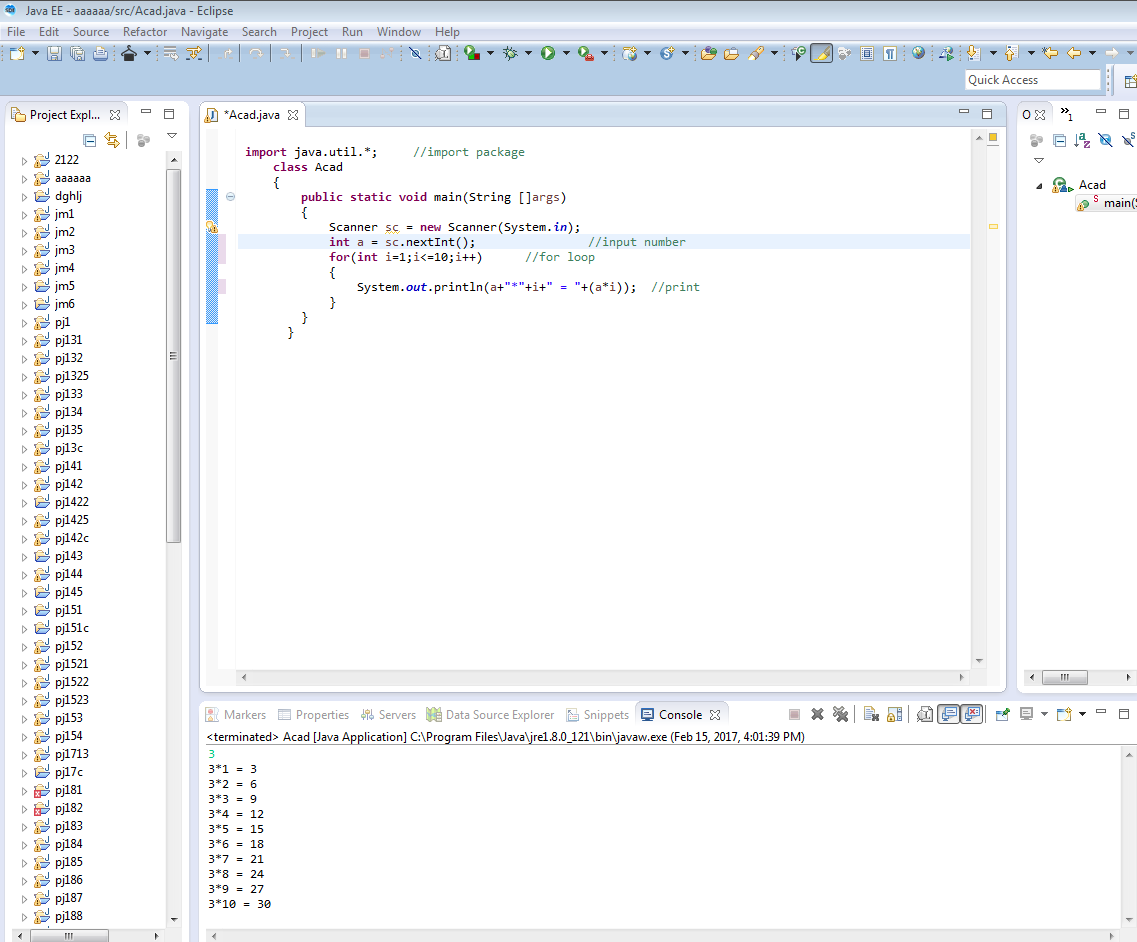 Java EE - aaaaaa/src/Acad.java - Eclipse
File Edit Source Refactor Navigate Search Project Run Window Help
Quick Access
Project Expl...
2122
aaaaaa
dghlj
jm1
jm2
jm3
jm4
jm5
jm6
pj1
pj131
pj132
pj1325
pj133
pj134
pj135
pj13c
pj141
pj142
pj1422
pj1425
pj142c
pj143
pj144
pj145
pj151
pj151c
pj152
pj1521
pj1522
pj1523
pj153
pj154
pj1713
pj17c
pj181
pj182
pj183
pj184
pj185
pj186
pj187
pj188
*Acad.java
import java.util.*; //import package
class Acad
{
public static void main(String []args)
{
Scanner sc = new Scanner(System.in);
int a = sc.nextInt(); //input number
for(int i=1;i<=10;i++) //for loop
{
System.out.println(a+"*"+i+" = "+(a*i)); //print
}
}
}
O
1
Acad
S main(S
Markers Properties Servers Data Source Explorer Snippets Console
<terminated> Acad [Java Application] C:\Program Files\Java\jre1.8.0_121\bin\javaw.exe (Feb 15, 2017, 4:01:39 PM)
3
3*1 = 3
3*2 = 6
3*3 = 9
3*4 = 12
3*5 = 15
3*6 = 18
3*7 = 21
3*8 = 24
3*9 = 27
3*10 = 30